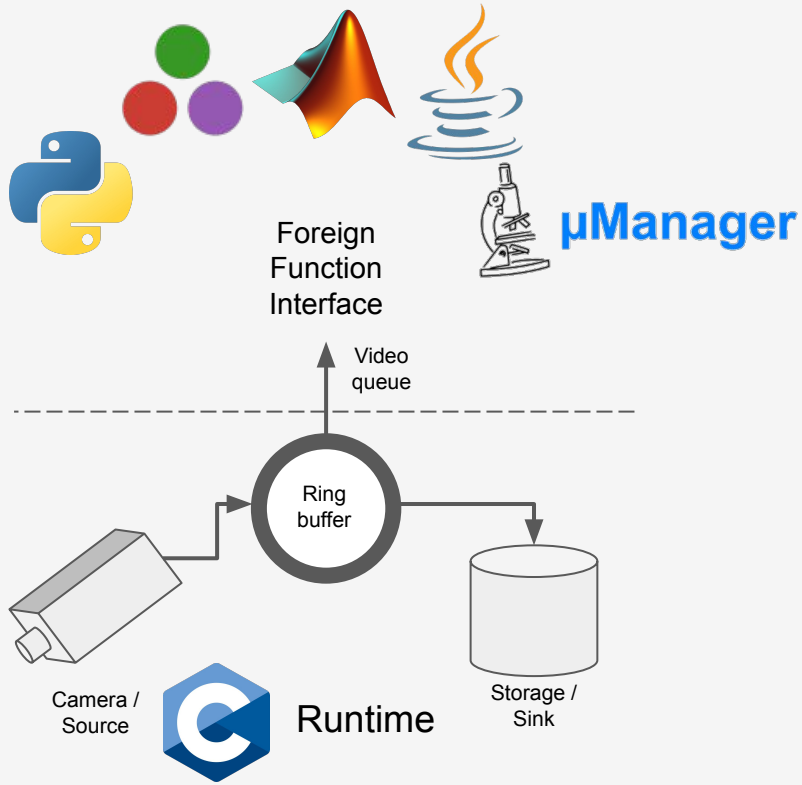 µManager
Foreign
Function
Interface
Video
queue
Ring
buffer
Camera /
Source
C
Runtime
Storage /
Sink